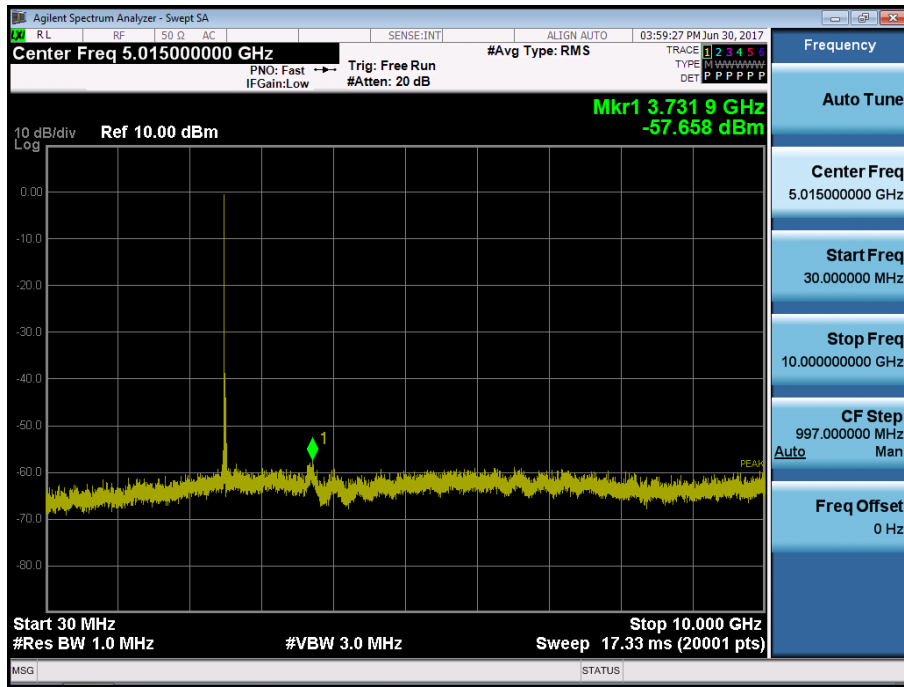 Agilent Spectrum Analyzer - Swept SA
LXI RL RF 50 Ω AC SENSE:INT ALIGN AUTO 03:59:27 PM Jun 30, 2017
Center Freq 5.015000000 GHz
PNO: Fast
IFGain:Low
Trig: Free Run
#Atten: 20 dB
#Avg Type: RMS
TRACE 1 2 3 4 5 6
TYPE M WWWWW
DET P P P P P P
Mkr1 3.731 9 GHz
-57.658 dBm
10 dB/div Ref 10.00 dBm
Log
0.00
-10.0
-20.0
-30.0
-40.0
-50.0
-60.0
-70.0
-80.0
1
PEAK
Start 30 MHz Stop 10.000 GHz
#Res BW 1.0 MHz #VBW 3.0 MHz Sweep 17.33 ms (20001 pts)
MSG STATUS
Frequency
Auto Tune
Center Freq
5.015000000 GHz
Start Freq
30.000000 MHz
Stop Freq
10.000000000 GHz
CF Step
997.000000 MHz
Auto Man
Freq Offset
0 Hz